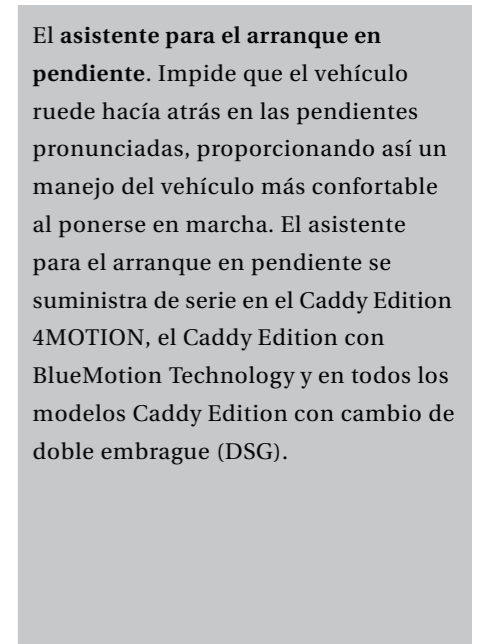 El asistente para el arranque en
pendiente. Impide que el vehículo
ruede hacía atrás en las pendientes
pronunciadas, proporcionando así un
manejo del vehículo más confortable
al ponerse en marcha. El asistente
para el arranque en pendiente se
suministra de serie en el Caddy Edition
4MOTION, el Caddy Edition con
BlueMotion Technology y en todos los
modelos Caddy Edition con cambio de
doble embrague (DSG).